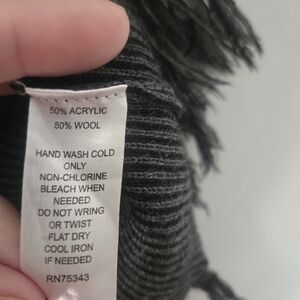 50% ACRYLIC
50% WOOL
HAND WASH COLD
ONLY
NON-CHLORINE
BLEACH WHEN
NEEDED
DO NOT WRING
OR TWIST
FLAT DRY
COOL IRON
IF NEEDED
RN75343